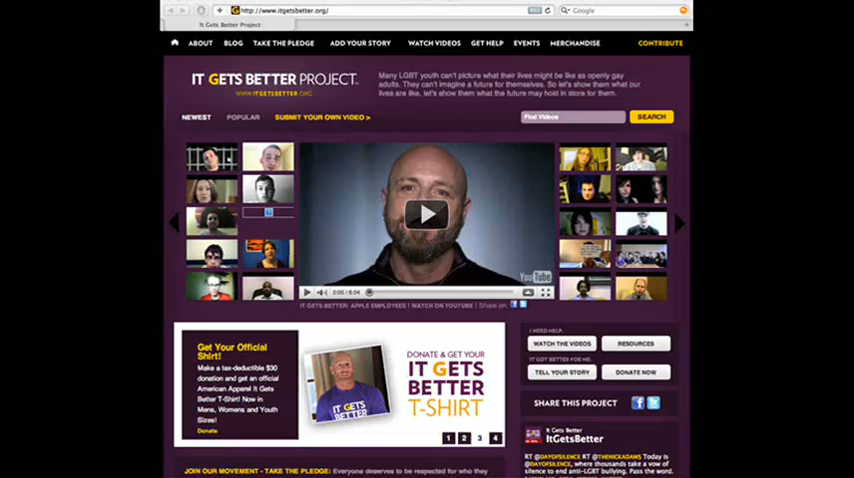 http://www.itgetsbetter.org/
Google
It Gets Better Project
ABOUT BLOG TAKE THE PLEDGE ADD YOUR STORY WATCH VIDEOS GET HELP EVENTS MERCHANDISE CONTRIBUTE
IT GETS BETTER PROJECT
WWW.ITGETSBETTER.ORG
Many LGBT youth can't picture what their lives might be like as openly gay
adults. They can't imagine a future for themselves. So let's show them what our
lives are like, let's show them what the future may hold in store for them.
NEWEST POPULAR SUBMIT YOUR OWN VIDEO >
Find Videos SEARCH
YouTube
0:00 / 6:04
IT GETS BETTER: APPLE EMPLOYEES | WATCH ON YOUTUBE | Share on:
Get Your Official
Shirt!
Make a tax-deductible $30
donation and get an official
American Apparel It Gets
Better T-Shirt! Now in
Mens, Womens and Youth
Sizes!
Donate
IT GETS
BETTER
DONATE & GET YOUR
IT GETS
BETTER
T-SHIRT
1 2 3 4
I NEED HELP:
WATCH THE VIDEOS RESOURCES
IT GOT BETTER FOR ME:
TELL YOUR STORY DONATE NOW
SHARE THIS PROJECT
It Gets Better
ItGetsBetter
RT @DAYOFSILENCE RT @THENICKADAMS Today is
@DAYOFSILENCE, where thousands take a vow of
silence to end anti-LGBT bullying. Pass the word.
JOIN OUR MOVEMENT - TAKE THE PLEDGE: Everyone deserves to be respected for who they